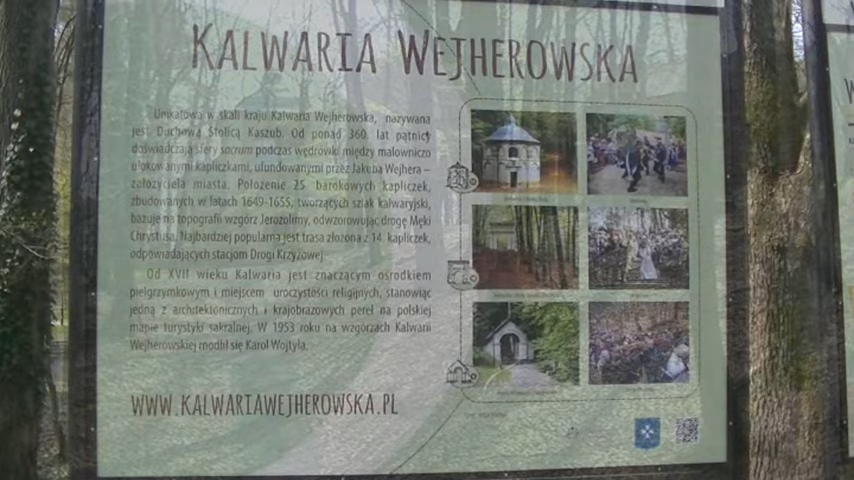 KALWARIA WEJHEROWSKA
Unikatowa w skali kraju Kalwaria Wejherowska, nazywana
jest Duchową Stolicą Kaszub. Od ponad 360. lat pątnicy
doświadczają sfery sacrum podczas wędrówki między malowniczo
ulokowanymi kapliczkami, ufundowanymi przez Jakuba Wejhera –
założyciela miasta. Położenie 25 barokowych kapliczek,
zbudowanych w latach 1649-1655, tworzących szlak kalwaryjski,
bazuje na topografii wzgórz Jerozolimy, odwzorowując drogę Męki
Chrystusa. Najbardziej popularna jest trasa złożona z 14 kapliczek,
odpowiadających stacjom Drogi Krzyżowej.
Od XVII wieku Kalwaria jest znaczącym ośrodkiem
pielgrzymkowym i miejscem uroczystości religijnych, stanowiąc
jedną z architektonicznych i krajobrazowych pereł na polskiej
mapie turystyki sakralnej. W 1953 roku na wzgórzach Kalwarii
Wejherowskiej modlił się Karol Wojtyła.
WWW.KALWARIAWEJHEROWSKA.PL